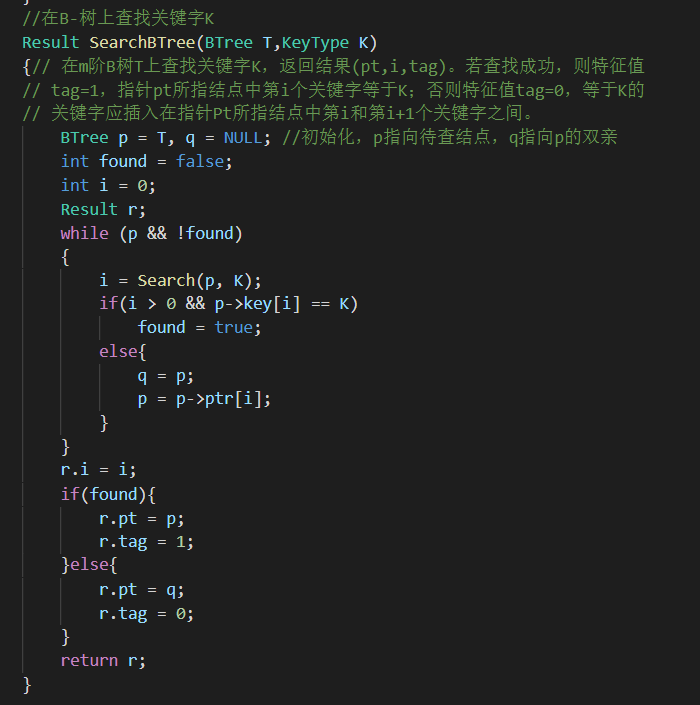 //在B-树上查找关键字K
Result SearchBTree(BTree T,KeyType K)
{// 在m阶B树T上查找关键字K，返回结果(pt,i,tag)。若查找成功，则特征值
// tag=1，指针pt所指结点中第i个关键字等于K；否则特征值tag=0，等于K的
// 关键字应插入在指针Pt所指结点中第i和第i+1个关键字之间。
BTree p = T, q = NULL; //初始化，p指向待查结点，q指向p的双亲
int found = false;
int i = 0;
Result r;
while (p && !found)
{
i = Search(p, K);
if(i > 0 && p->key[i] == K)
found = true;
else{
q = p;
p = p->ptr[i];
}
}
r.i = i;
if(found){
r.pt = p;
r.tag = 1;
}else{
r.pt = q;
r.tag = 0;
}
return r;
}